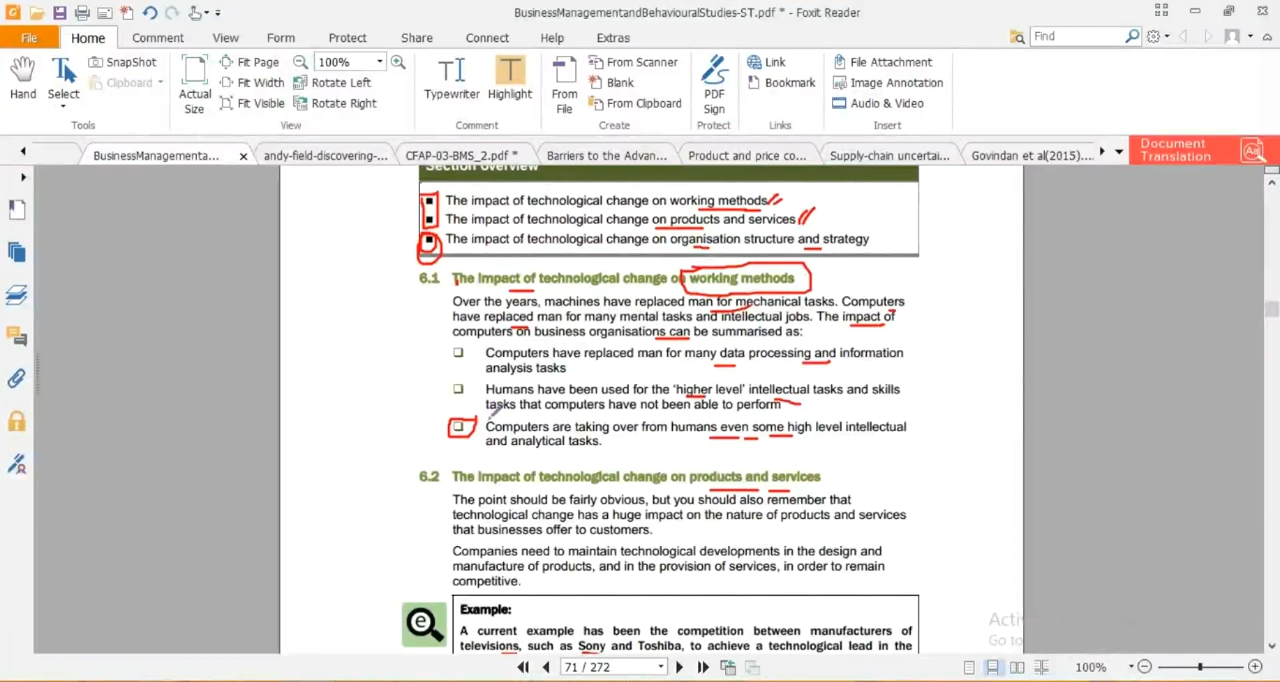 BusinessManagementandBehaviouralStudies-ST.pdf * - Foxit Reader
File Home Comment View Form Protect Share Connect Help Extras Find
SnapShot Fit Page 100% From Scanner Link File Attachment
Clipboard Fit Width Rotate Left Blank Bookmark Image Annotation
Hand Select Actual Size Fit Visible Rotate Right Typewriter Highlight From File From Clipboard PDF Sign Audio & Video
Tools View Comment Create Protect Links Insert
BusinessManagementa... andy-field-discovering-... CFAP-03-BMS_2.pdf * Barriers to the Advan... Product and price co... Supply-chain uncertai... Govindan et al(2015).... Document Translation
Section overview
■ The impact of technological change on working methods
■ The impact of technological change on products and services
■ The impact of technological change on organisation structure and strategy
6.1 The impact of technological change on working methods
Over the years, machines have replaced man for mechanical tasks. Computers
have replaced man for many mental tasks and intellectual jobs. The impact of
computers on business organisations can be summarised as:
❑ Computers have replaced man for many data processing and information
analysis tasks
❑ Humans have been used for the 'higher level' intellectual tasks and skills
tasks that computers have not been able to perform
❑ Computers are taking over from humans even some high level intellectual
and analytical tasks.
6.2 The impact of technological change on products and services
The point should be fairly obvious, but you should also remember that
technological change has a huge impact on the nature of products and services
that businesses offer to customers.
Companies need to maintain technological developments in the design and
manufacture of products, and in the provision of services, in order to remain
competitive.
Example:
A current example has been the competition between manufacturers of
televisions, such as Sony and Toshiba, to achieve a technological lead in the
Go to
71 / 272 100%